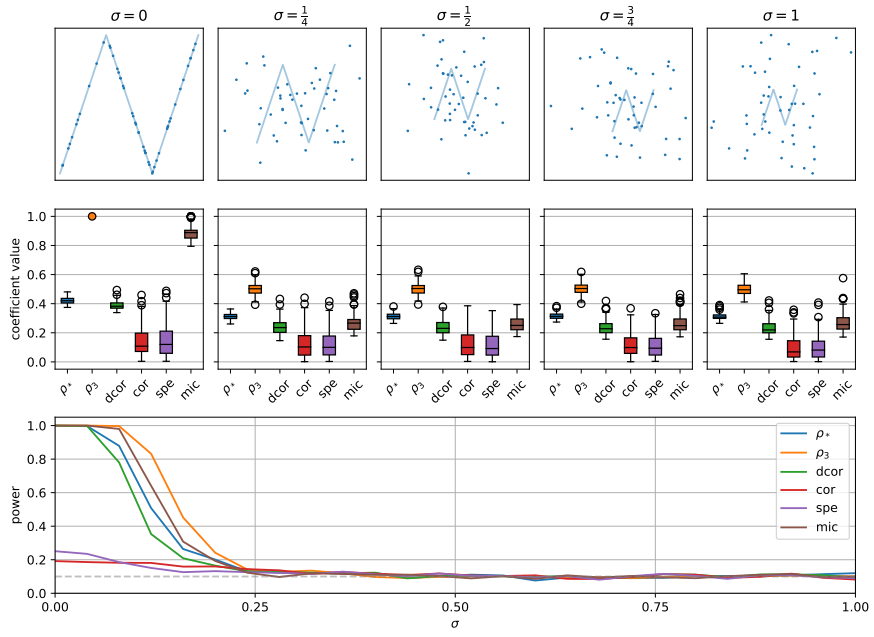 σ = 0
σ = 1/4
σ = 1/2
σ = 3/4
σ = 1
coefficient value
1.0
0.8
0.6
0.4
0.2
0.0
ρ* ρ3 dcor cor spe mic
ρ* ρ3 dcor cor spe mic
ρ* ρ3 dcor cor spe mic
ρ* ρ3 dcor cor spe mic
ρ* ρ3 dcor cor spe mic
power
1.0
0.8
0.6
0.4
0.2
0.0
ρ*
ρ3
dcor
cor
spe
mic
0.00 0.25 0.50 0.75 1.00
σ